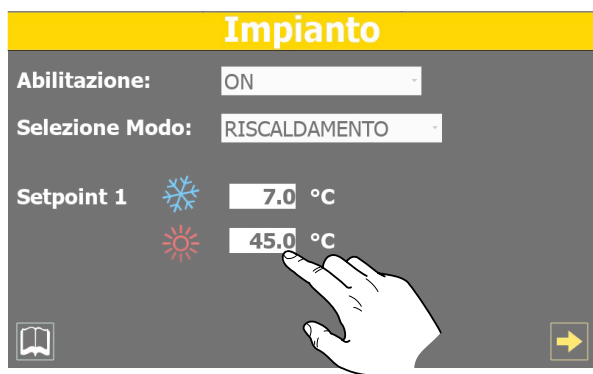 Impianto
Abilitazione: ON
Selezione Modo: RISCALDAMENTO
Setpoint 1 7.0 °C
45.0 °C